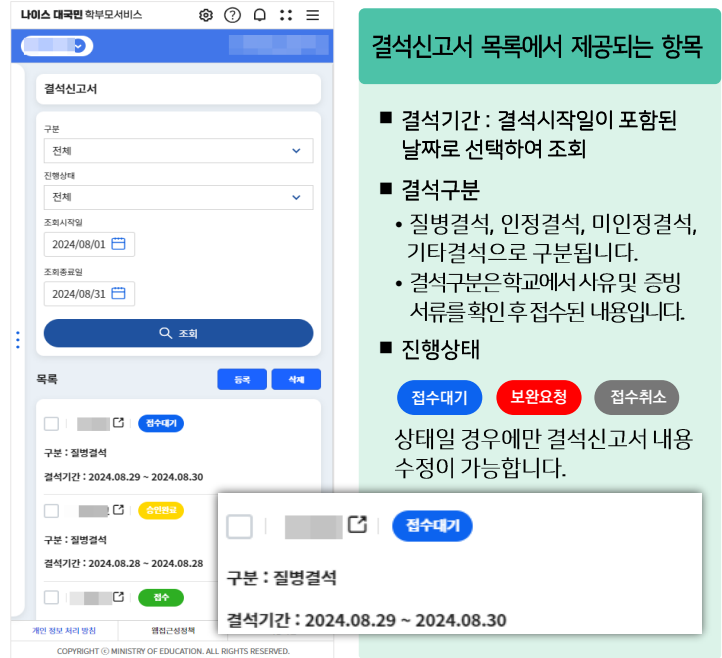 나이스 대국민 학부모서비스
결석신고서
구분
전체
진행상태
전체
조회시작일
2024/08/01
조회종료일
2024/08/31
조회
목록
등록 삭제
접수대기
구분 : 질병결석
결석기간 : 2024.08.29 ~ 2024.08.30
승인완료
구분 : 질병결석
결석기간 : 2024.08.28 ~ 2024.08.28
접수
개인 정보 처리 방침 웹접근성정책
COPYRIGHT ⓒ MINISTRY OF EDUCATION. ALL RIGHTS RESERVED.
결석신고서 목록에서 제공되는 항목
■ 결석기간 : 결석시작일이 포함된
날짜로 선택하여 조회
■ 결석구분
• 질병결석, 인정결석, 미인정결석,
기타결석으로 구분됩니다.
• 결석구분은학교에서사유및 증빙
서류를확인후접수된 내용입니다.
■ 진행상태
접수대기 보완요청 접수취소
상태일 경우에만 결석신고서 내용
수정이 가능합니다.
접수대기
구분 : 질병결석
결석기간 : 2024.08.29 ~ 2024.08.30